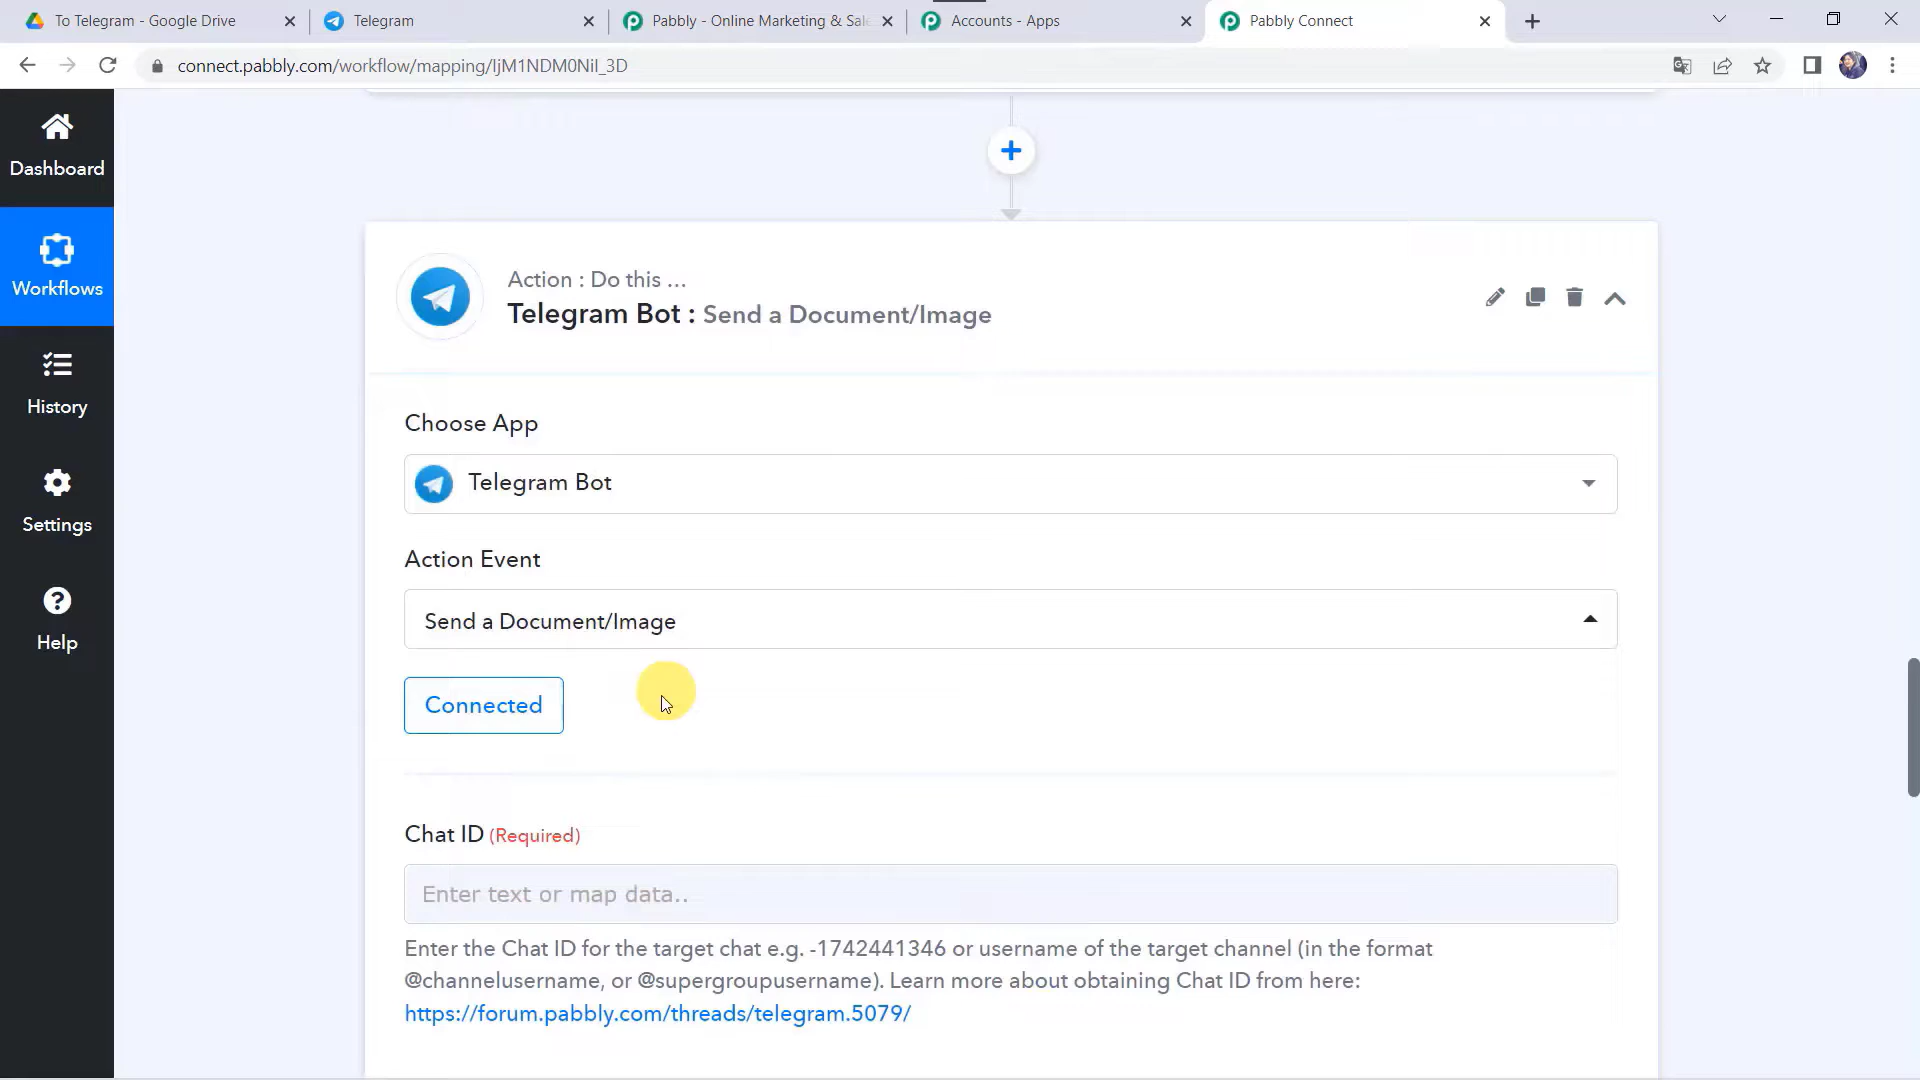 To Telegram - Google Drive
Telegram
Pabbly - Online Marketing & Sale
Accounts - Apps
Pabbly Connect
connect.pabbly.com/workflow/mapping/IjM1NDM0NiI_3D
Dashboard
Workflows
History
Settings
Help
Action : Do this ...
Telegram Bot : Send a Document/Image
Choose App
Telegram Bot
Action Event
Send a Document/Image
Connected
Chat ID (Required)
Enter text or map data..
Enter the Chat ID for the target chat e.g. -1742441346 or username of the target channel (in the format
@channelusername, or @supergroupusername). Learn more about obtaining Chat ID from here:
https://forum.pabbly.com/threads/telegram.5079/